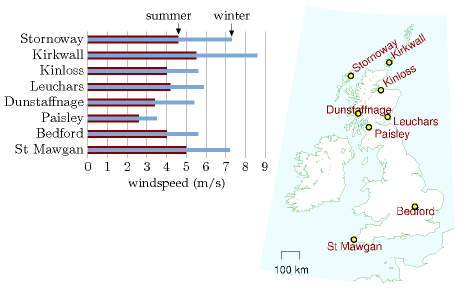 summer winter
Stornoway
Kirkwall
Kinloss
Leuchars
Dunstaffnage
Paisley
Bedford
St Mawgan
0 1 2 3 4 5 6 7 8 9
windspeed (m/s)
Stornoway
Kirkwall
Kinloss
Dunstaffnage
Leuchars
Paisley
Bedford
St Mawgan
100 km